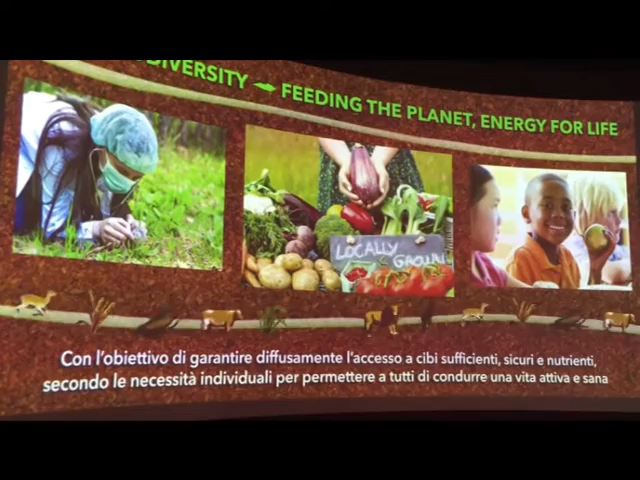 DIVERSITY FEEDING THE PLANET, ENERGY FOR LIFE
LOCALLY
GROWN
Con l'obiettivo di garantire diffusamente l'accesso a cibi sufficienti, sicuri e nutrienti,
secondo le necessità individuali per permettere a tutti di condurre una vita attiva e sana